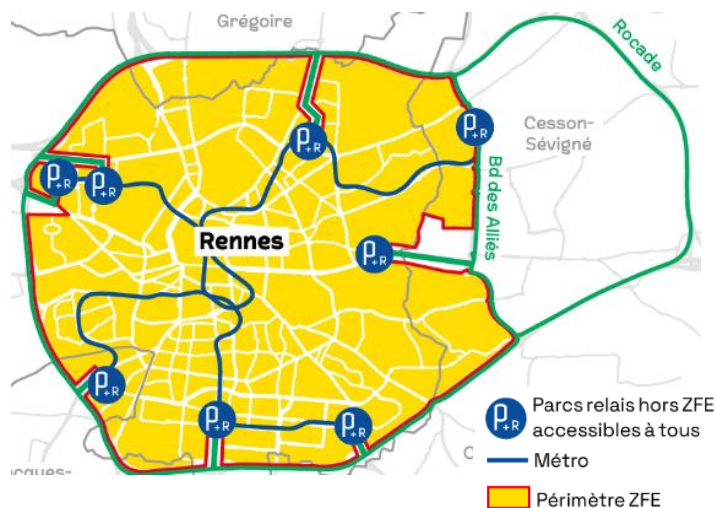 Grégoire
Rocade
P+R
Cesson-
Sévigné
P+R
P+R
P+R
Bd des Alliés
Rennes
P+R
P+R
P+R
P+R
P+R
Parcs relais hors ZFE
accessibles à tous
Métro
Périmètre ZFE